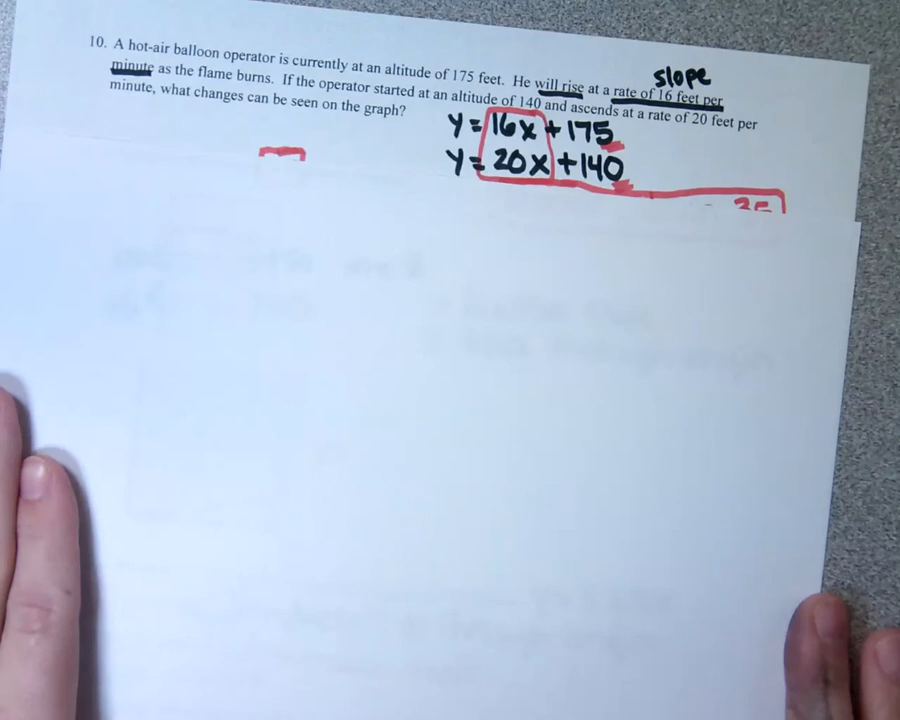 10. A hot-air balloon operator is currently at an altitude of 175 feet. He will rise at a rate of 16 feet per
slope
minute as the flame burns. If the operator started at an altitude of 140 and ascends at a rate of 20 feet per
minute, what changes can be seen on the graph?
y = 16x + 175
y = 20x + 140